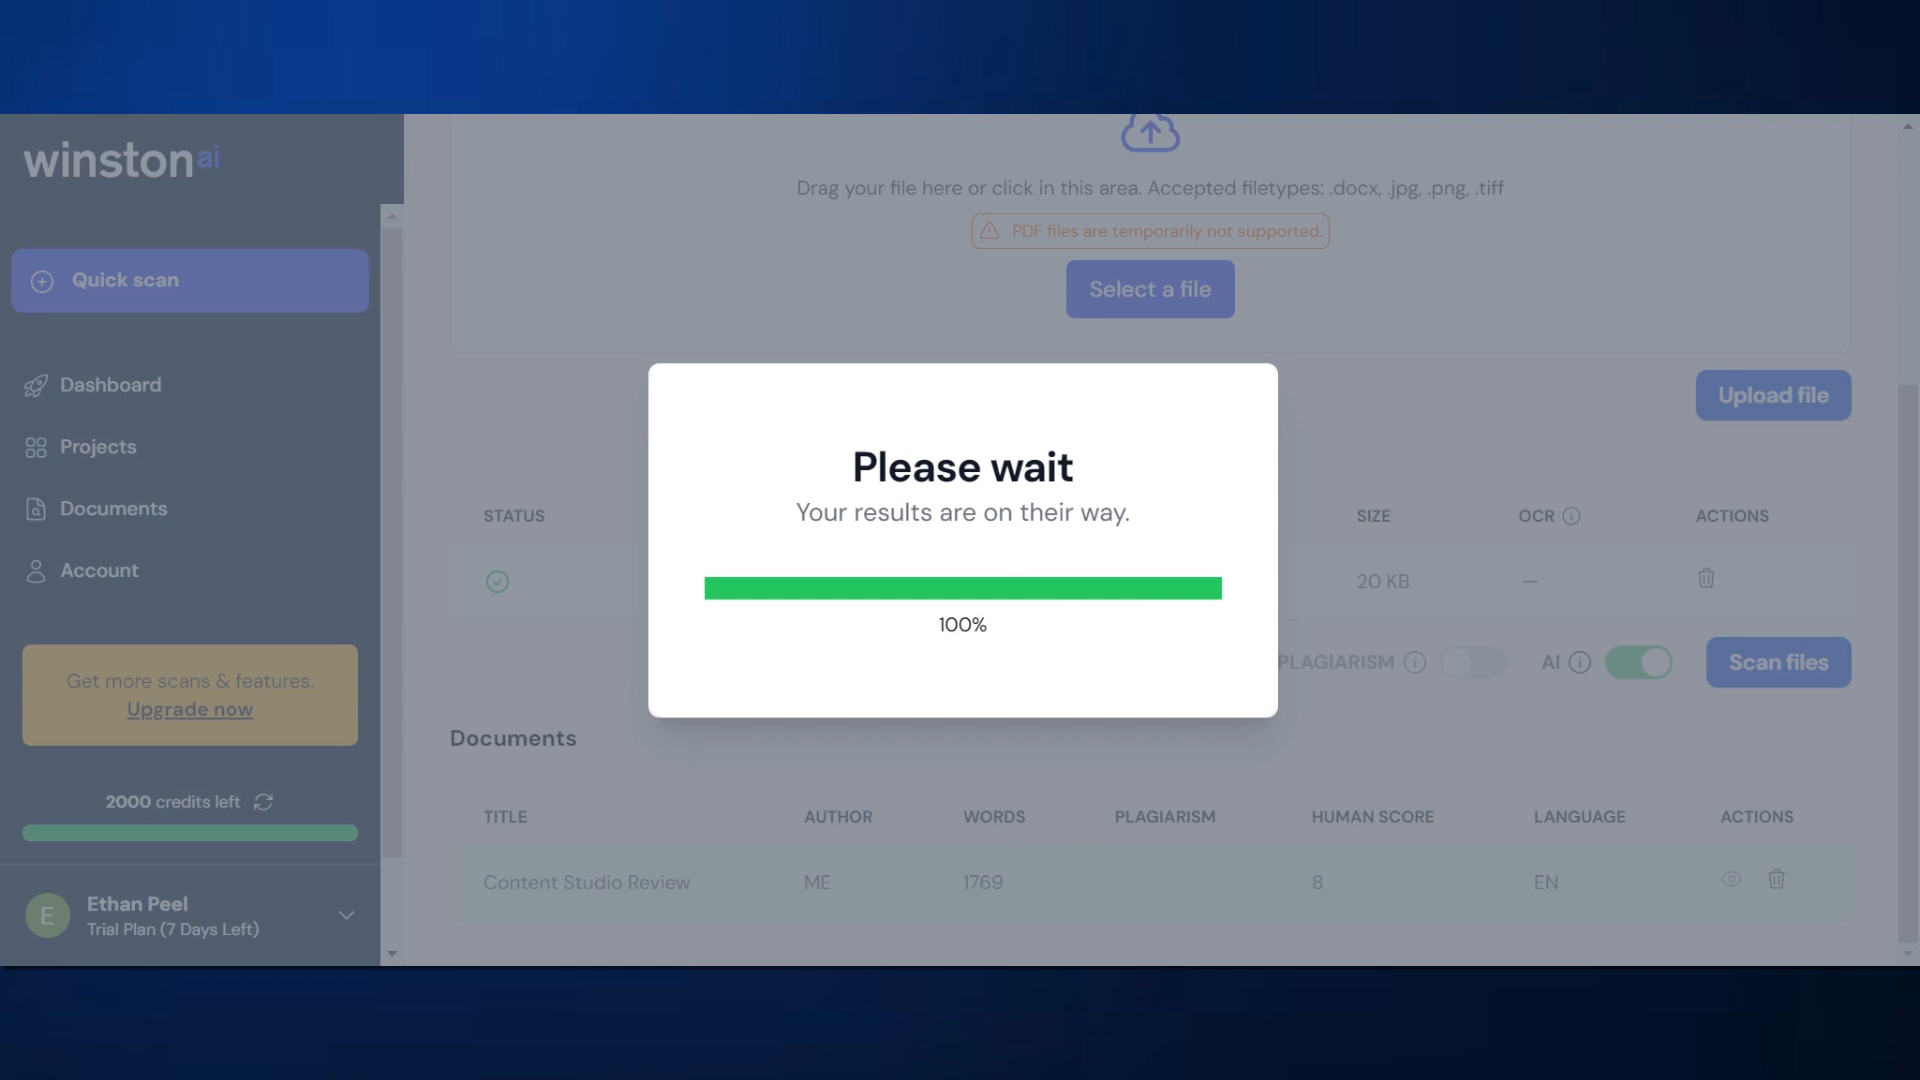 winston ai
Quick scan
Dashboard
Projects
Documents
Account
Get more scans & features.
Upgrade now
2000 credits left
E
Ethan Peel
Trial Plan (7 Days Left)
Drag your file here or click in this area. Accepted filetypes: .docx, .jpg, .png, .tiff
PDF files are temporarily not supported.
Select a file
Upload file
STATUS SIZE OCR ACTIONS
20 KB —
PLAGIARISM AI Scan files
Please wait
Your results are on their way.
100%
Documents
TITLE AUTHOR WORDS PLAGIARISM HUMAN SCORE LANGUAGE ACTIONS
Content Studio Review ME 1769 8 EN